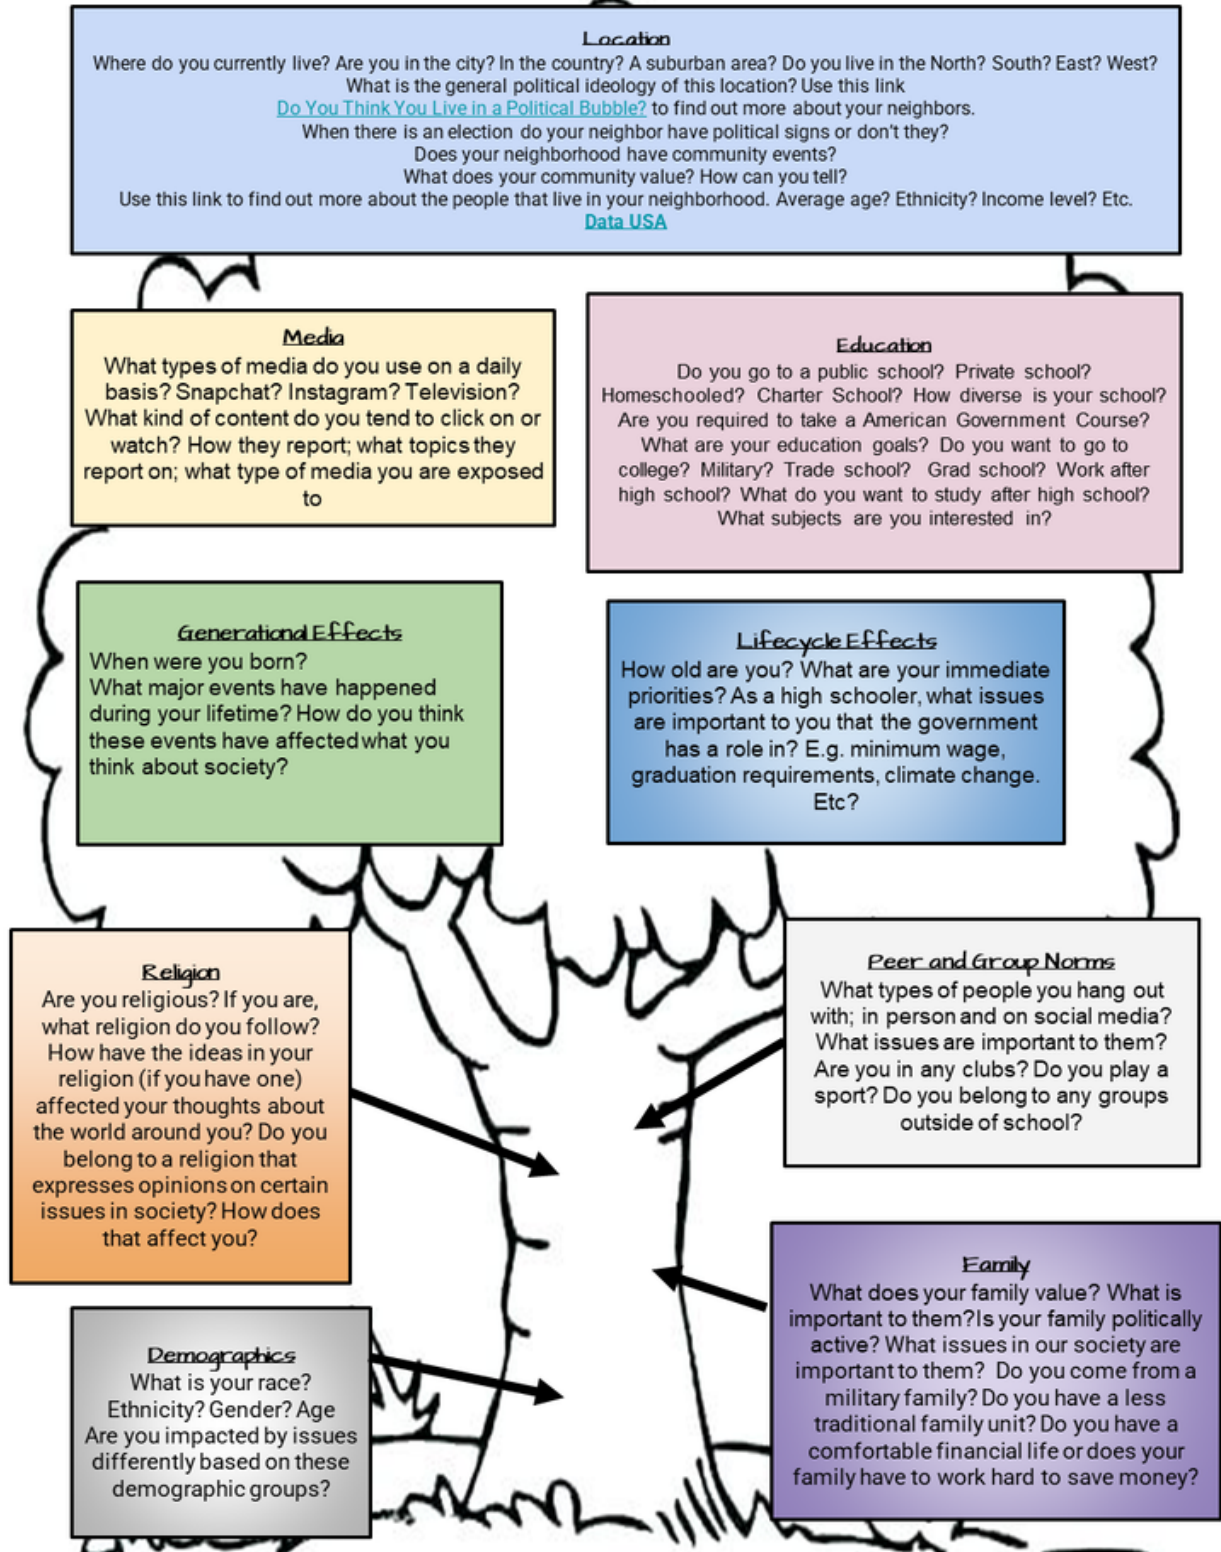 Location
Where do you currently live? Are you in the city? In the country? A suburban area? Do you live in the North? South? East? West?
What is the general political ideology of this location? Use this link
Do You Think You Live in a Political Bubble? to find out more about your neighbors.
When there is an election do your neighbor have political signs or don't they?
Does your neighborhood have community events?
What does your community value? How can you tell?
Use this link to find out more about the people that live in your neighborhood. Average age? Ethnicity? Income level? Etc.
Data USA
Media
What types of media do you use on a daily
basis? Snapchat? Instagram? Television?
What kind of content do you tend to click on or
watch? How they report; what topics they
report on; what type of media you are exposed
to
Education
Do you go to a public school? Private school?
Homeschooled? Charter School? How diverse is your school?
Are you required to take a American Government Course?
What are your education goals? Do you want to go to
college? Military? Trade school? Grad school? Work after
high school? What do you want to study after high school?
What subjects are you interested in?
Generational Effects
When were you born?
What major events have happened
during your lifetime? How do you think
these events have affected what you
think about society?
Lifecycle Effects
How old are you? What are your immediate
priorities? As a high schooler, what issues
are important to you that the government
has a role in? E.g. minimum wage,
graduation requirements, climate change.
Etc?
Religion
Are you religious? If you are,
what religion do you follow?
How have the ideas in your
religion (if you have one)
affected your thoughts about
the world around you? Do you
belong to a religion that
expresses opinions on certain
issues in society? How does
that affect you?
Peer and Group Norms
What types of people you hang out
with; in person and on social media?
What issues are important to them?
Are you in any clubs? Do you play a
sport? Do you belong to any groups
outside of school?
Demographics
What is your race?
Ethnicity? Gender? Age
Are you impacted by issues
differently based on these
demographic groups?
Family
What does your family value? What is
important to them? Is your family politically
active? What issues in our society are
important to them? Do you come from a
military family? Do you have a less
traditional family unit? Do you have a
comfortable financial life or does your
family have to work hard to save money?